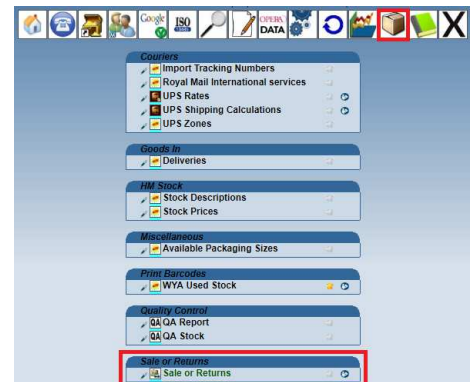 Google ISO OPERA DATA X
Couriers
Import Tracking Numbers
Royal Mail International services
UPS Rates
UPS Shipping Calculations
UPS Zones
Goods In
Deliveries
HM Stock
Stock Descriptions
Stock Prices
Miscellaneous
Available Packaging Sizes
Print Barcodes
WYA Used Stock
Quality Control
QA QA Report
QA QA Stock
Sale or Returns
Sale or Returns